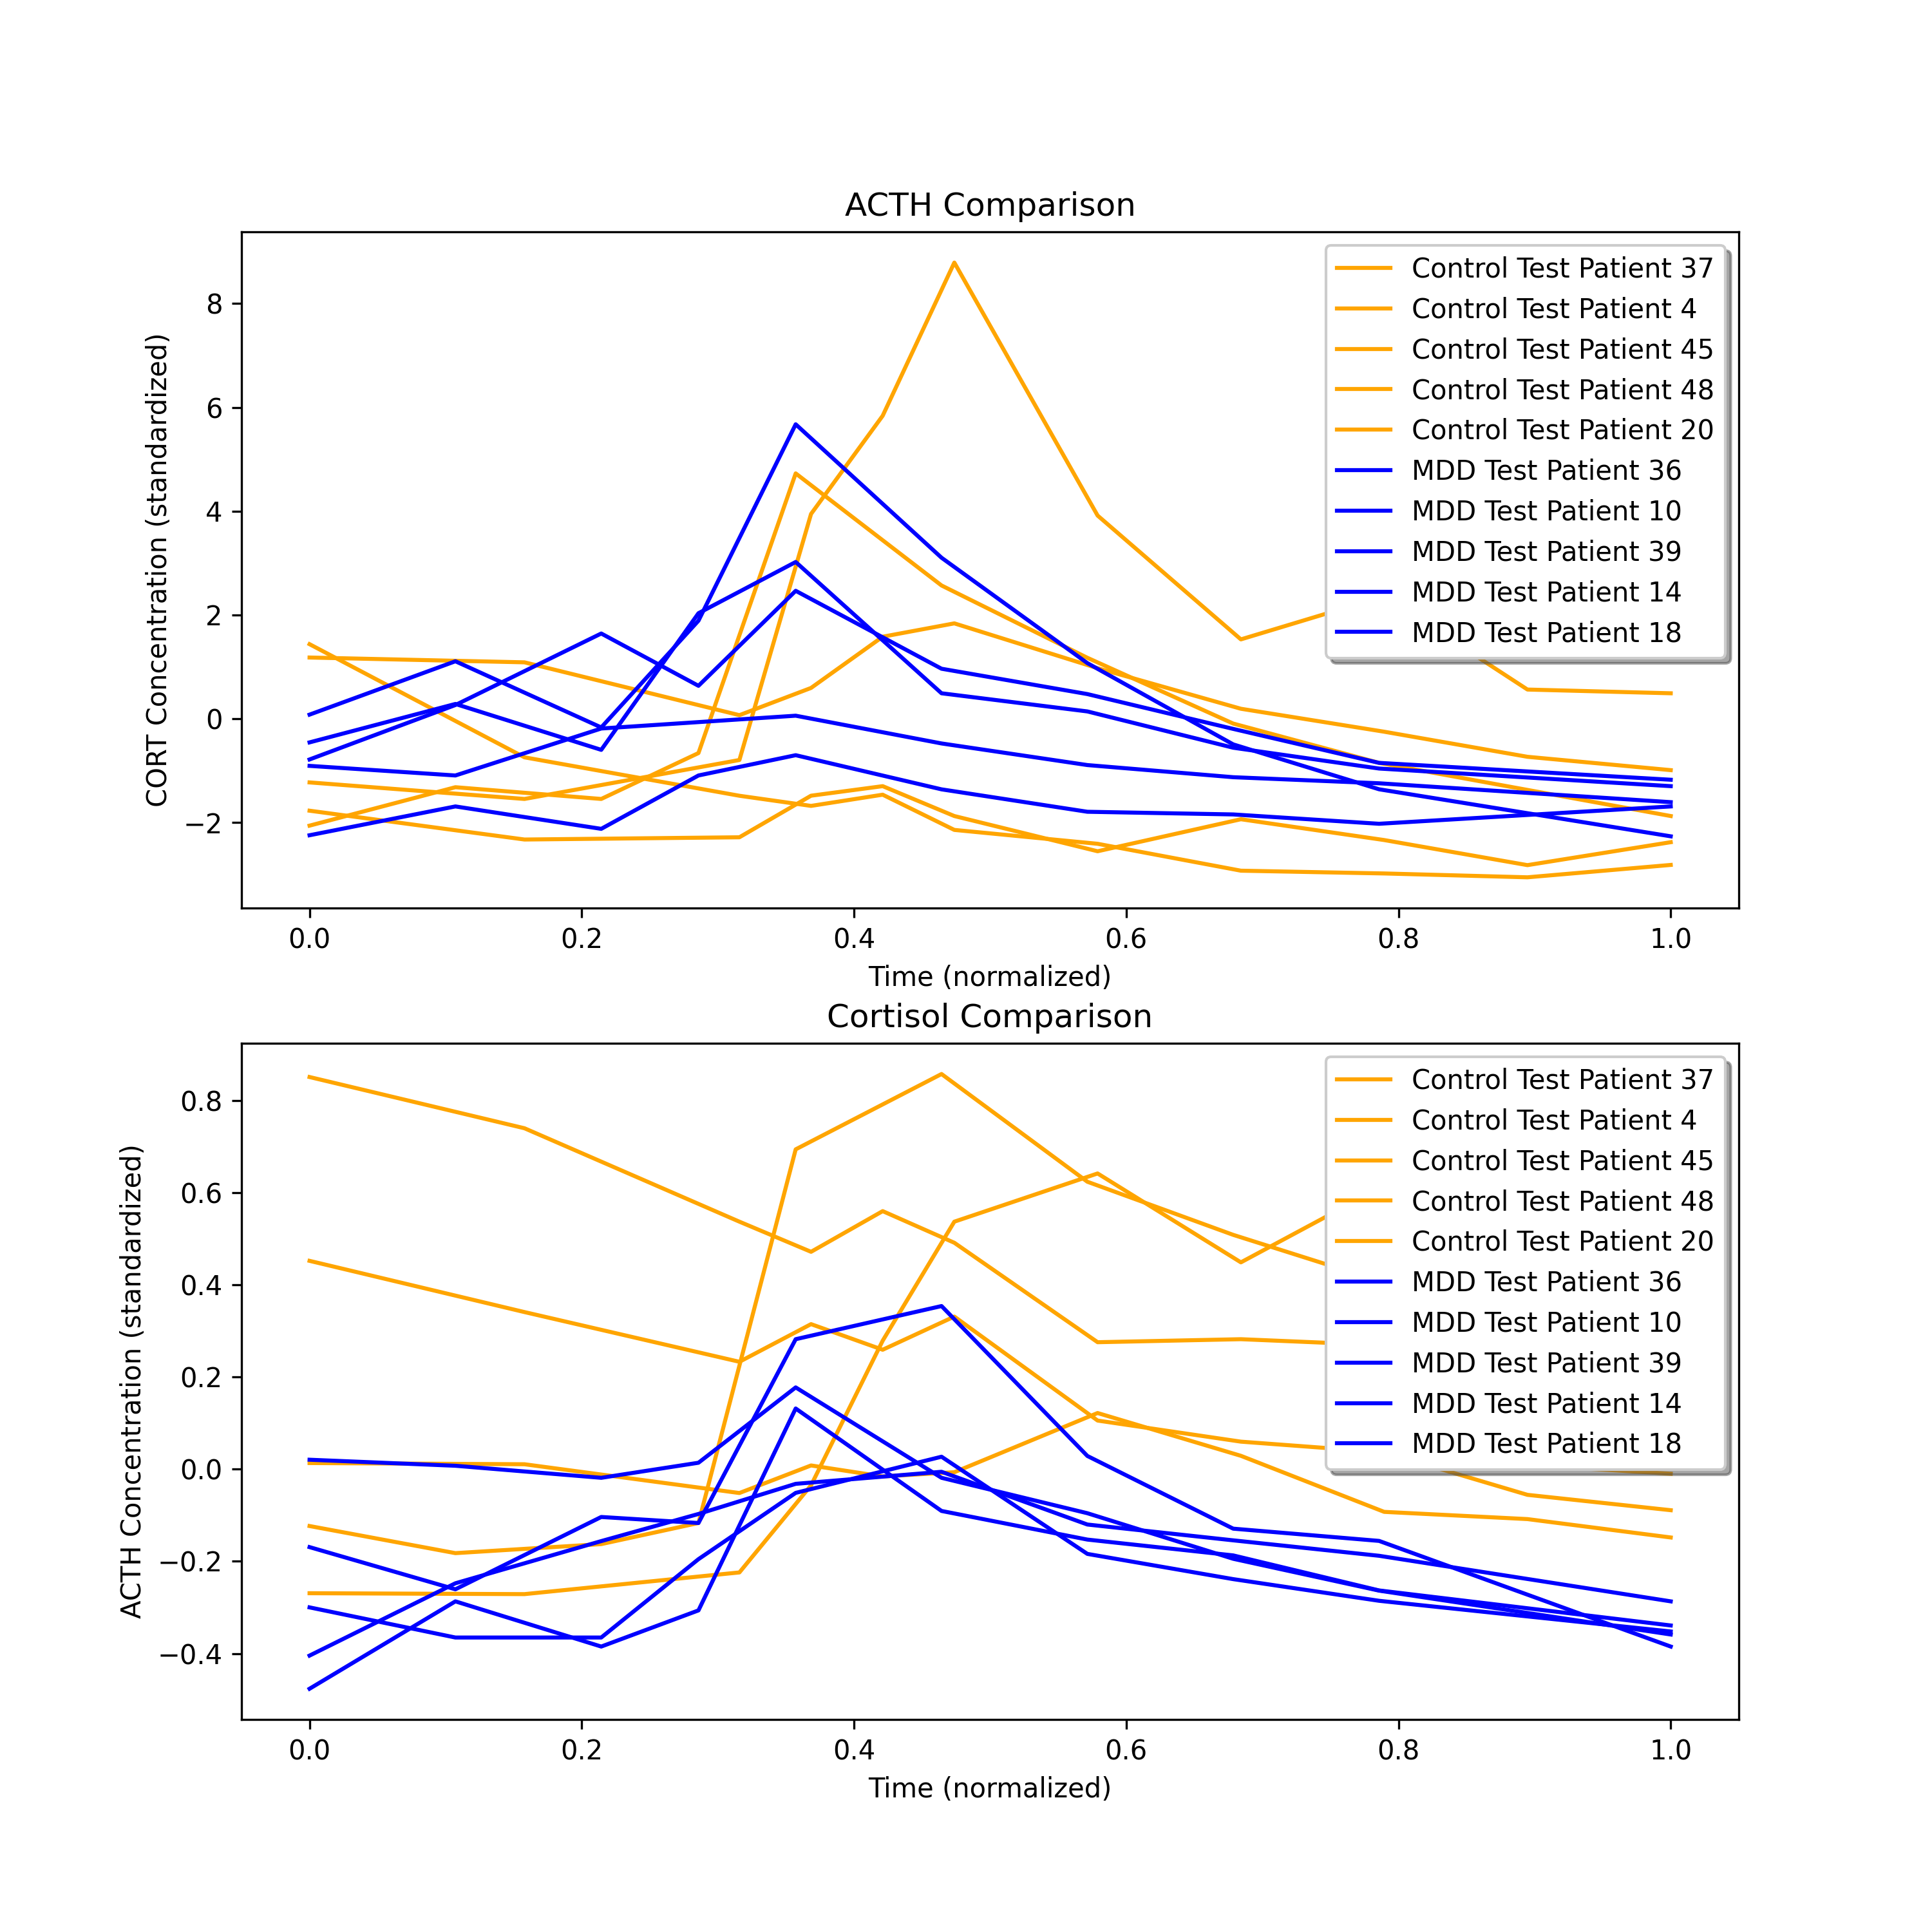 ACTH Comparison
CORT Concentration (standardized)
8
6
4
2
0
−2
Control Test Patient 37
Control Test Patient 4
Control Test Patient 45
Control Test Patient 48
Control Test Patient 20
MDD Test Patient 36
MDD Test Patient 10
MDD Test Patient 39
MDD Test Patient 14
MDD Test Patient 18
0.0 0.2 0.4 0.6 0.8 1.0
Time (normalized)
Cortisol Comparison
ACTH Concentration (standardized)
0.8
0.6
0.4
0.2
0.0
−0.2
−0.4
Control Test Patient 37
Control Test Patient 4
Control Test Patient 45
Control Test Patient 48
Control Test Patient 20
MDD Test Patient 36
MDD Test Patient 10
MDD Test Patient 39
MDD Test Patient 14
MDD Test Patient 18
0.0 0.2 0.4 0.6 0.8 1.0
Time (normalized)